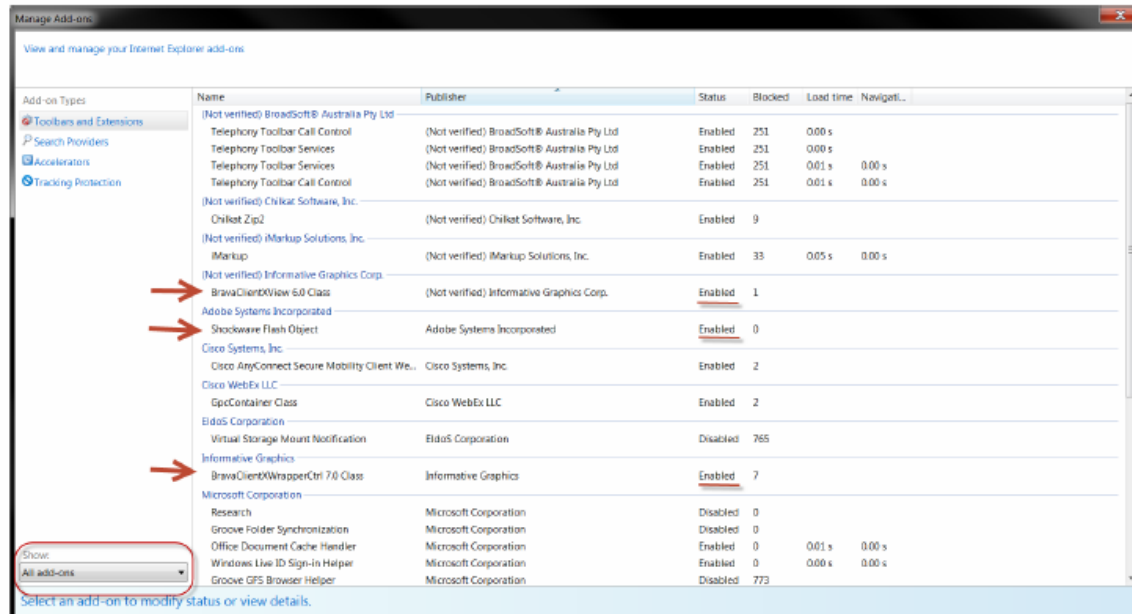 Manage Add-ons
View and manage your Internet Explorer add-ons
Add-on Types
Toolbars and Extensions
Search Providers
Accelerators
Tracking Protection
Name Publisher Status Blocked Load time Navigati...
(Not verified) BroadSoft® Australia Pty Ltd
Telephony Toolbar Call Control (Not verified) BroadSoft® Australia Pty Ltd Enabled 251 0.00 s
Telephony Toolbar Services (Not verified) BroadSoft® Australia Pty Ltd Enabled 251 0.00 s
Telephony Toolbar Services (Not verified) BroadSoft® Australia Pty Ltd Enabled 251 0.01 s 0.00 s
Telephony Toolbar Call Control (Not verified) BroadSoft® Australia Pty Ltd Enabled 251 0.01 s 0.00 s
(Not verified) Chilkat Software, Inc.
Chilkat Zip2 (Not verified) Chilkat Software, Inc. Enabled 9
(Not verified) iMarkup Solutions, Inc.
iMarkup (Not verified) iMarkup Solutions, Inc. Enabled 33 0.05 s 0.00 s
(Not verified) Informative Graphics Corp.
BravaClientXView 6.0 Class (Not verified) Informative Graphics Corp. Enabled 1
Adobe Systems Incorporated
Shockwave Flash Object Adobe Systems Incorporated Enabled 0
Cisco Systems, Inc.
Cisco AnyConnect Secure Mobility Client We... Cisco Systems, Inc. Enabled 2
Cisco WebEx LLC
GpcContainer Class Cisco WebEx LLC Enabled 2
EldoS Corporation
Virtual Storage Mount Notification EldoS Corporation Disabled 765
Informative Graphics
BravaClientXWrapperCtrl 7.0 Class Informative Graphics Enabled 7
Microsoft Corporation
Research Microsoft Corporation Disabled 0
Groove Folder Synchronization Microsoft Corporation Disabled 0
Office Document Cache Handler Microsoft Corporation Enabled 0 0.01 s 0.00 s
Windows Live ID Sign-in Helper Microsoft Corporation Enabled 0 0.00 s 0.00 s
Groove GFS Browser Helper Microsoft Corporation Disabled 773
Show:
All add-ons
Select an add-on to modify status or view details.